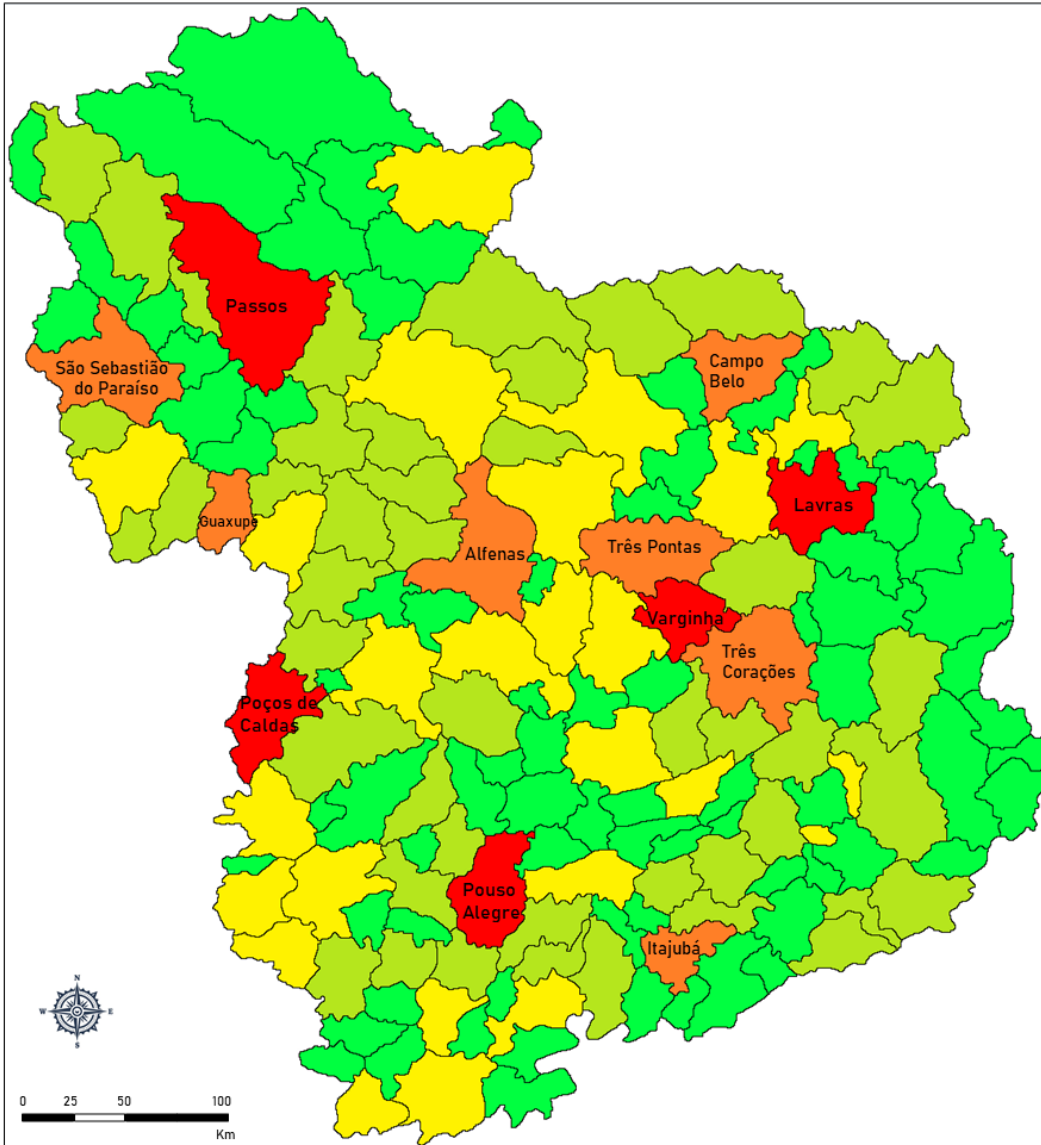 Passos
São Sebastião
do Paraíso
Campo
Belo
Guaxupé
Lavras
Alfenas
Três Pontas
Varginha
Três
Corações
Poços de
Caldas
Pouso
Alegre
Itajubá
N
W
E
S
0 25 50 100
Km